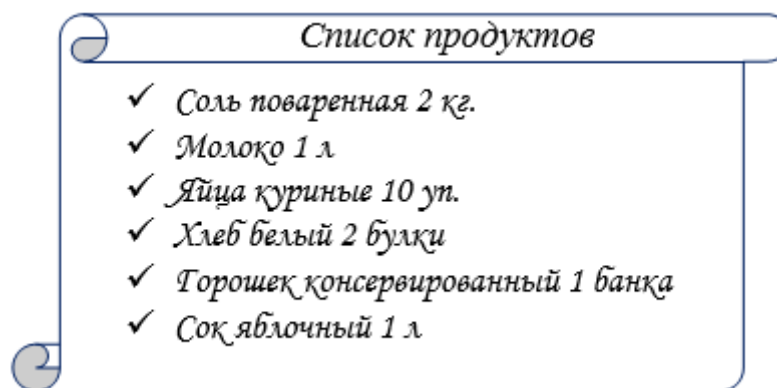 Список продуктов
✓ Соль поваренная 2 кг.
✓ Молоко 1 л
✓ Яйца куриные 10 уп.
✓ Хлеб белый 2 булки
✓ Горошек консервированный 1 банка
✓ Сок яблочный 1 л